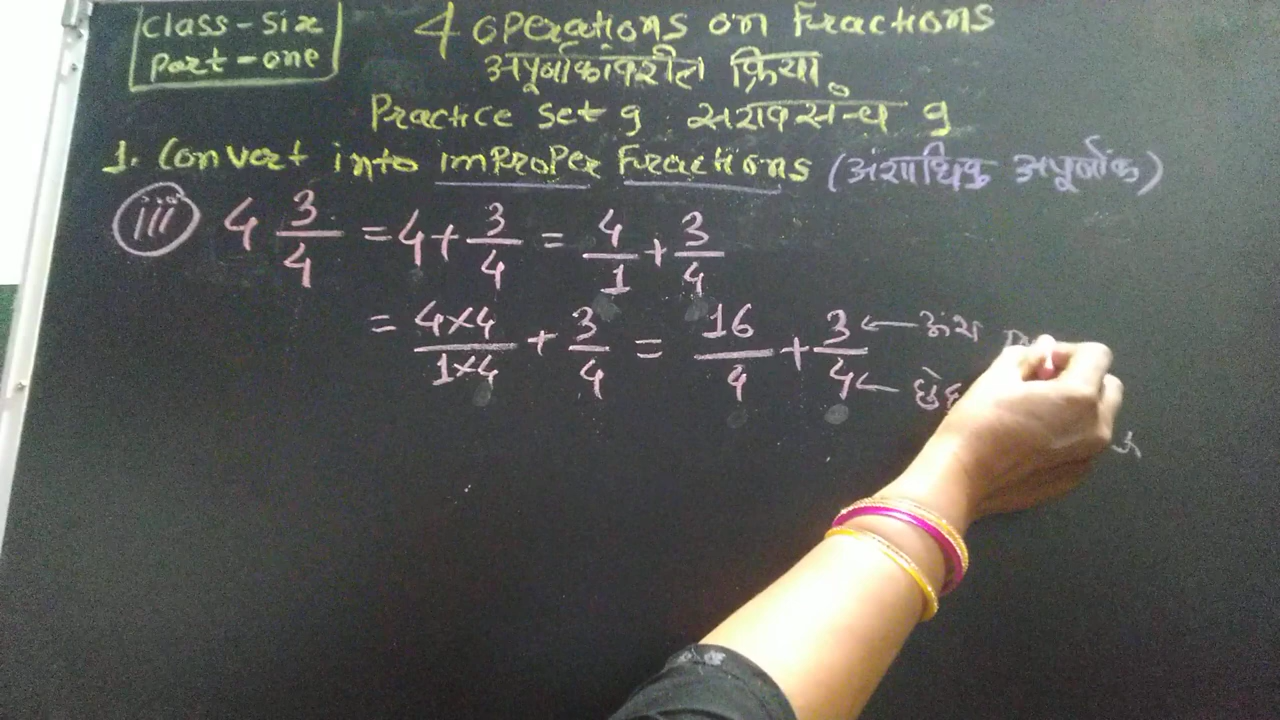 Class-Six
Part-one
4 operations on Fractions
अपूर्णांकांवरील क्रिया
Practice Set 9 सरावसंच 9
1. Convert into improper Fractions (अंशाधिक अपूर्णांक)
(iii) 4 3/4 = 4 + 3/4 = 4/1 + 3/4
= 4×4/1×4 + 3/4 = 16/4 + 3/4 ← अंश
←